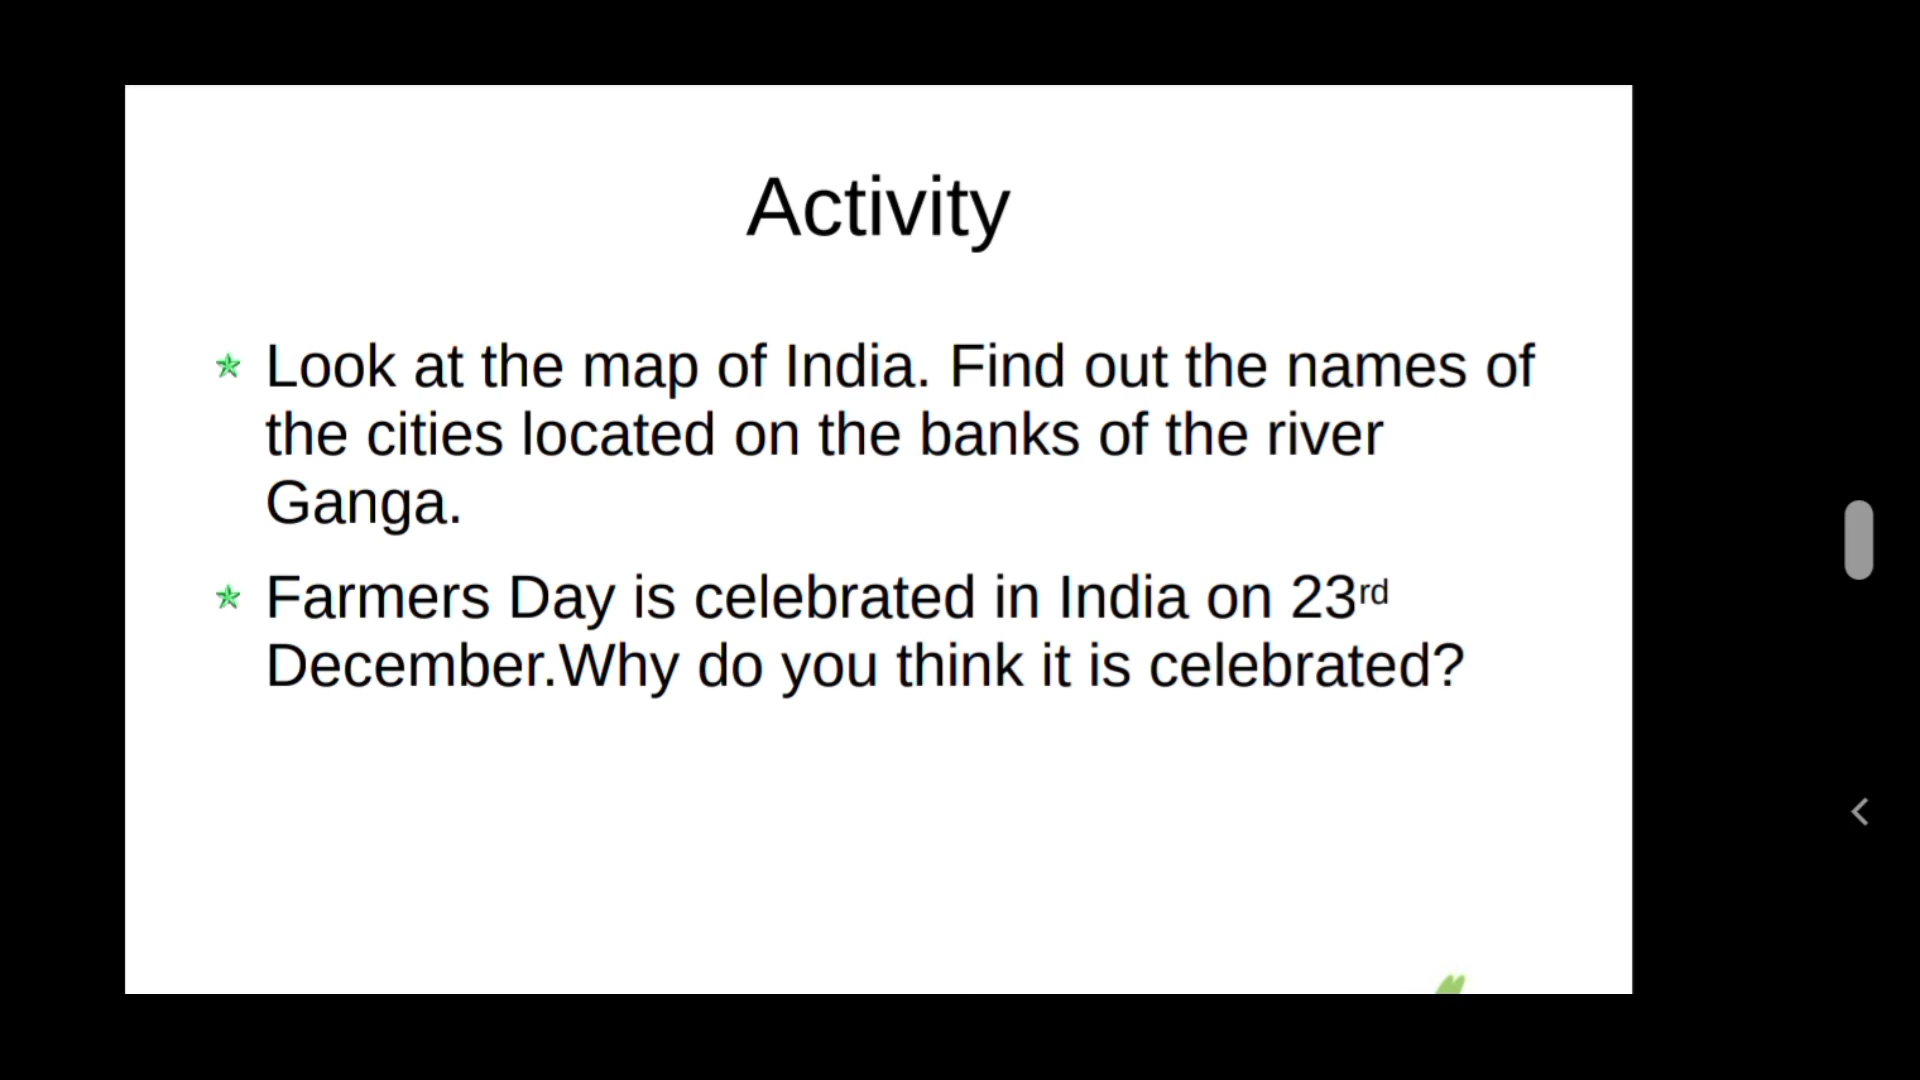 Activity
Look at the map of India. Find out the names of
the cities located on the banks of the river
Ganga.
Farmers Day is celebrated in India on 23rd
December.Why do you think it is celebrated?